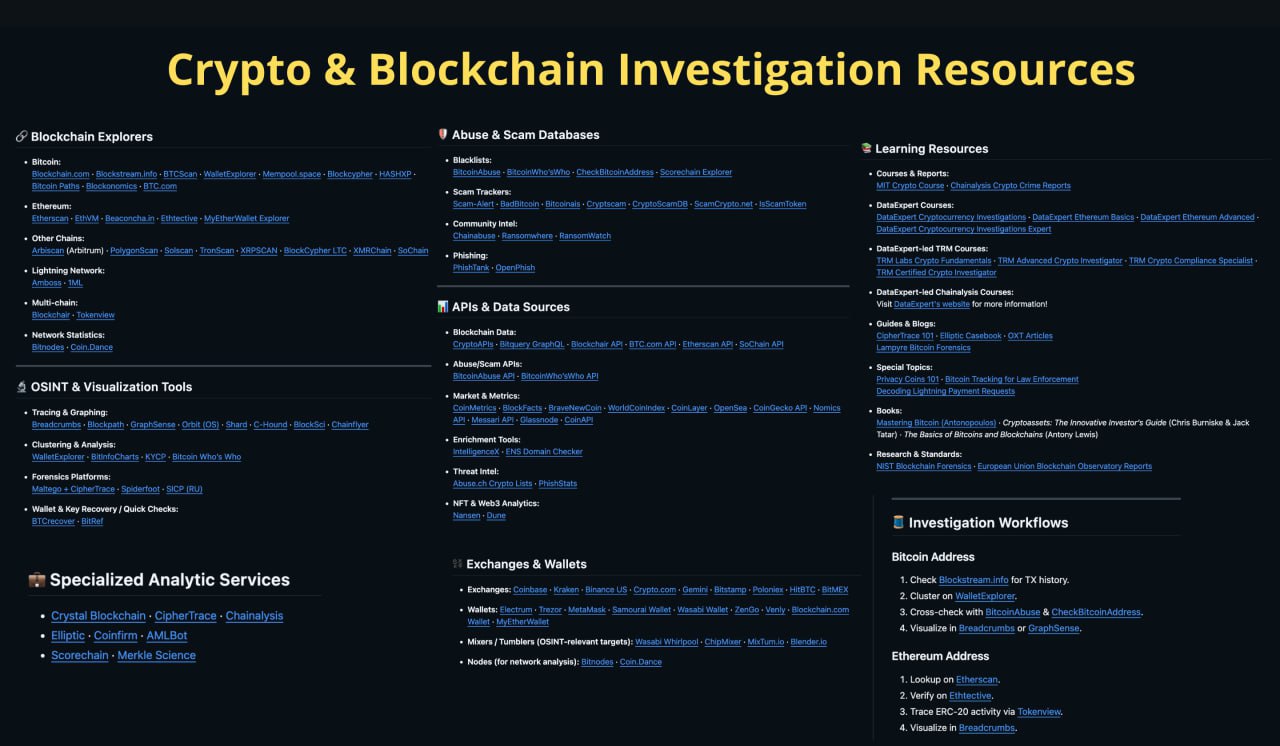 Crypto & Blockchain Investigation Resources
Blockchain Explorers
Bitcoin:
Blockchain.com · Blockstream.info · BTCScan · WalletExplorer · Mempool.space · Blockcypher · HASHXP ·
Bitcoin Paths · Blockonomics · BTC.com
Ethereum:
Etherscan · EthVM · Beaconcha.in · Ethtective · MyEtherWallet Explorer
Other Chains:
Arbiscan (Arbitrum) · PolygonScan · Solscan · TronScan · XRPSCAN · BlockCypher LTC · XMRChain · SoChain
Lightning Network:
Amboss · 1ML
Multi-chain:
Blockchair · Tokenview
Network Statistics:
Bitnodes · Coin.Dance
OSINT & Visualization Tools
Tracing & Graphing:
Breadcrumbs · Blockpath · GraphSense · Orbit (OS) · Shard · C-Hound · BlockSci · Chainflyer
Clustering & Analysis:
WalletExplorer · BitInfoCharts · KYCP · Bitcoin Who's Who
Forensics Platforms:
Maltego + CipherTrace · Spiderfoot · SICP (RU)
Wallet & Key Recovery / Quick Checks:
BTCrecover · BitRef
Specialized Analytic Services
Crystal Blockchain · CipherTrace · Chainalysis
Elliptic · Coinfirm · AMLBot
Scorechain · Merkle Science
Abuse & Scam Databases
Blacklists:
BitcoinAbuse · BitcoinWho'sWho · CheckBitcoinAddress · Scorechain Explorer
Scam Trackers:
Scam-Alert · BadBitcoin · Bitcoinais · Cryptscam · CryptoScamDB · ScamCrypto.net · IsScamToken
Community Intel:
Chainabuse · Ransomwhere · RansomWatch
Phishing:
PhishTank · OpenPhish
APIs & Data Sources
Blockchain Data:
CryptoAPIs · Bitquery GraphQL · Blockchair API · BTC.com API · Etherscan API · SoChain API
Abuse/Scam APIs:
BitcoinAbuse API · BitcoinWho'sWho API
Market & Metrics:
CoinMetrics · BlockFacts · BraveNewCoin · WorldCoinIndex · CoinLayer · OpenSea · CoinGecko API · Nomics
API · Messari API · Glassnode · CoinAPI
Enrichment Tools:
IntelligenceX · ENS Domain Checker
Threat Intel:
Abuse.ch Crypto Lists · PhishStats
NFT & Web3 Analytics:
Nansen · Dune
Exchanges & Wallets
Exchanges: Coinbase · Kraken · Binance US · Crypto.com · Gemini · Bitstamp · Poloniex · HitBTC · BitMEX
Wallets: Electrum · Trezor · MetaMask · Samourai Wallet · Wasabi Wallet · ZenGo · Venly · Blockchain.com
Wallet · MyEtherWallet
Mixers / Tumblers (OSINT-relevant targets): Wasabi Whirlpool · ChipMixer · MixTum.io · Blender.io
Nodes (for network analysis): Bitnodes · Coin.Dance
Learning Resources
Courses & Reports:
MIT Crypto Course · Chainalysis Crypto Crime Reports
DataExpert Courses:
DataExpert Cryptocurrency Investigations · DataExpert Ethereum Basics · DataExpert Ethereum Advanced ·
DataExpert Cryptocurrency Investigations Expert
DataExpert-led TRM Courses:
TRM Labs Crypto Fundamentals · TRM Advanced Crypto Investigator · TRM Crypto Compliance Specialist ·
TRM Certified Crypto Investigator
DataExpert-led Chainalysis Courses:
Visit DataExpert's website for more information!
Guides & Blogs:
CipherTrace 101 · Elliptic Casebook · OXT Articles
Lampyre Bitcoin Forensics
Special Topics:
Privacy Coins 101 · Bitcoin Tracking for Law Enforcement
Decoding Lightning Payment Requests
Books:
Mastering Bitcoin (Antonopoulos) · Cryptoassets: The Innovative Investor's Guide (Chris Burniske & Jack
Tatar) · The Basics of Bitcoins and Blockchains (Antony Lewis)
Research & Standards:
NIST Blockchain Forensics · European Union Blockchain Observatory Reports
Investigation Workflows
Bitcoin Address
1. Check Blockstream.info for TX history.
2. Cluster on WalletExplorer.
3. Cross-check with BitcoinAbuse & CheckBitcoinAddress.
4. Visualize in Breadcrumbs or GraphSense.
Ethereum Address
1. Lookup on Etherscan.
2. Verify on Ethtective.
3. Trace ERC-20 activity via Tokenview.
4. Visualize in Breadcrumbs.